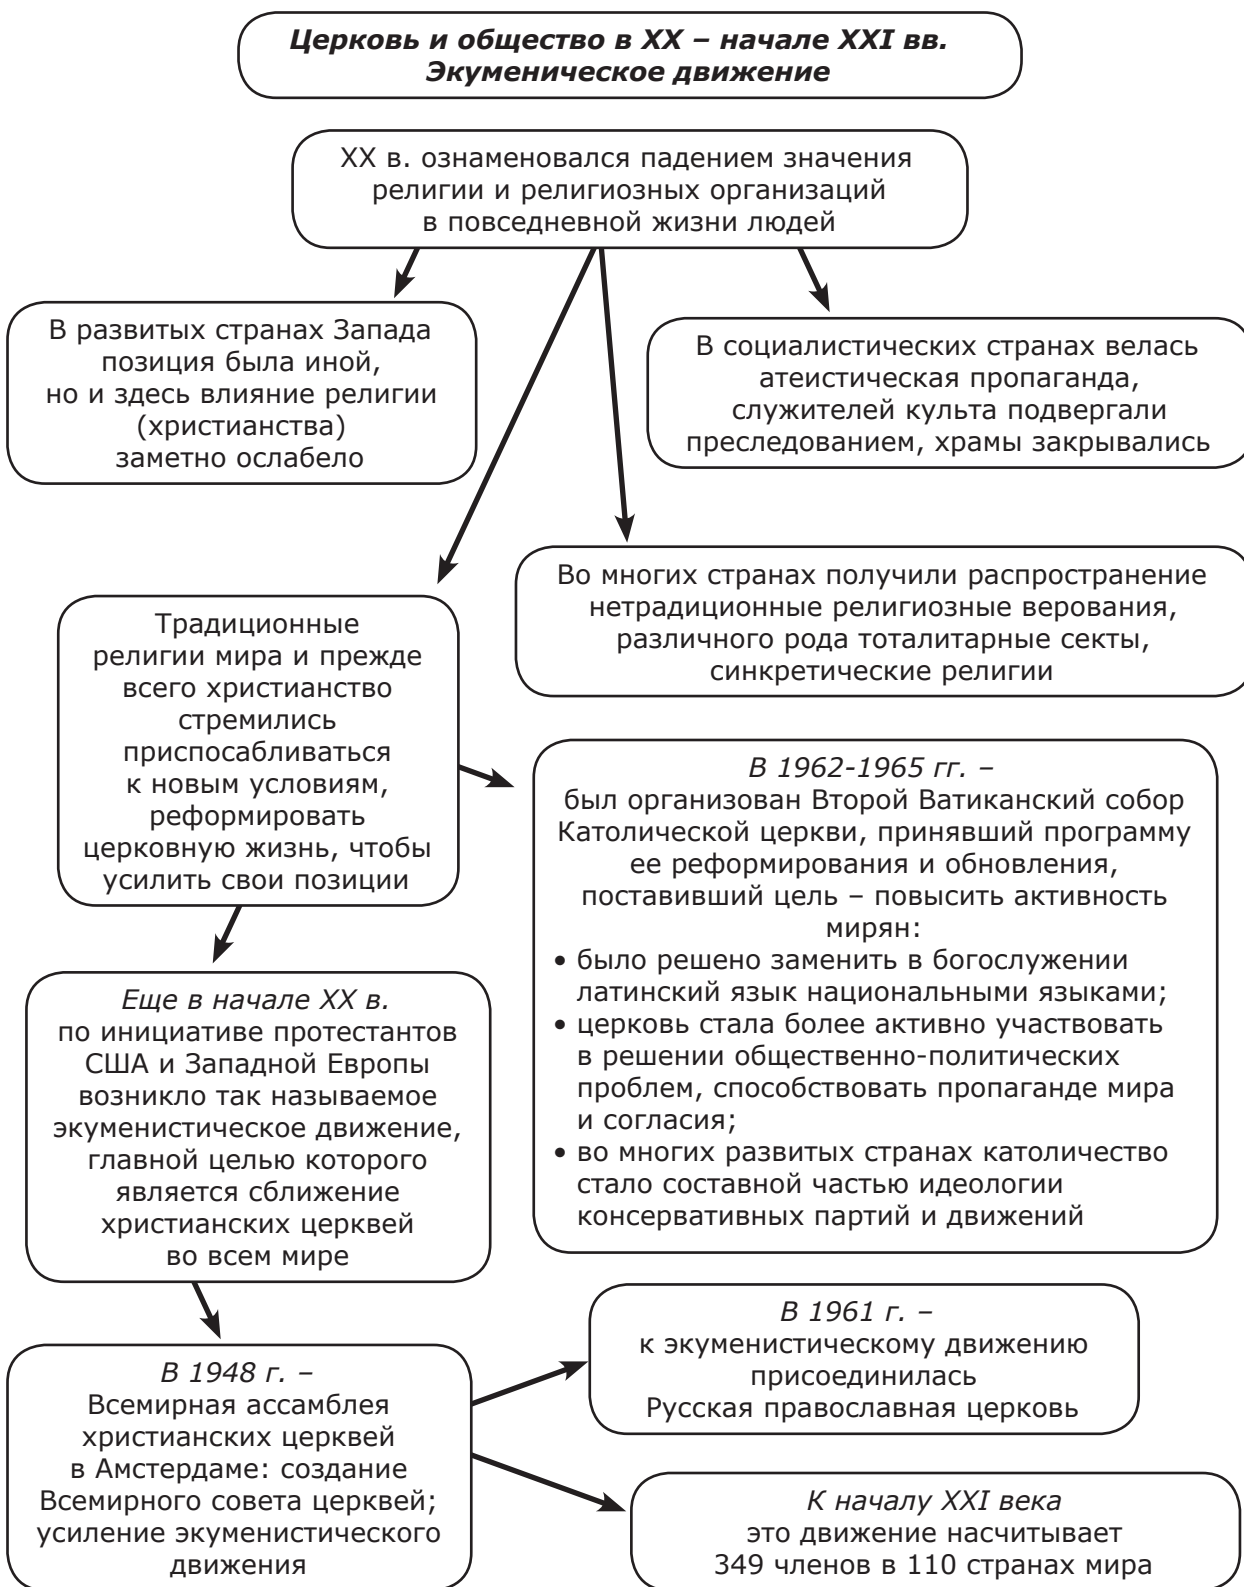 Церковь и общество в XX – начале XXI вв.
Экуменическое движение
XX в. ознаменовался падением значения
религии и религиозных организаций
в повседневной жизни людей
В развитых странах Запада
позиция была иной,
но и здесь влияние религии
(христианства)
заметно ослабело
В социалистических странах велась
атеистическая пропаганда,
служителей культа подвергали
преследованием, храмы закрывались
Во многих странах получили распространение
нетрадиционные религиозные верования,
различного рода тоталитарные секты,
синкретические религии
Традиционные
религии мира и прежде
всего христианство
стремились
приспосабливаться
к новым условиям,
реформировать
церковную жизнь, чтобы
усилить свои позиции
В 1962-1965 гг. –
был организован Второй Ватиканский собор
Католической церкви, принявший программу
ее реформирования и обновления,
поставивший цель – повысить активность
мирян:
• было решено заменить в богослужении
латинский язык национальными языками;
• церковь стала более активно участвовать
в решении общественно-политических
проблем, способствовать пропаганде мира
и согласия;
• во многих развитых странах католичество
стало составной частью идеологии
консервативных партий и движений
Еще в начале XX в.
по инициативе протестантов
США и Западной Европы
возникло так называемое
экуменистическое движение,
главной целью которого
является сближение
христианских церквей
во всем мире
В 1948 г. –
Всемирная ассамблея
христианских церквей
в Амстердаме: создание
Всемирного совета церквей;
усиление экуменистического
движения
В 1961 г. –
к экуменистическому движению
присоединилась
Русская православная церковь
К началу XXI века
это движение насчитывает
349 членов в 110 странах мира